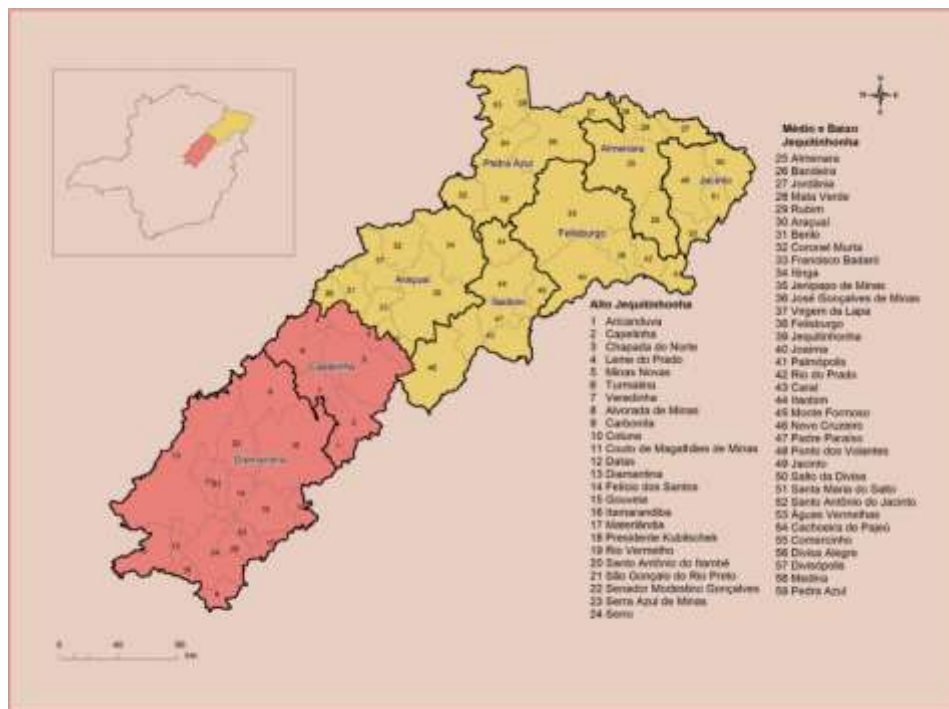 Pedra Azul
Almenara
Jacinto
Felisburgo
Araçuaí
Itaobim
Capelinha
Diamantina
Médio e Baixo
Jequitinhonha
25 Almenara
26 Bandeira
27 Jordânia
28 Mata Verde
29 Rubim
30 Araçuaí
31 Berilo
32 Coronel Murta
33 Francisco Badaró
34 Itinga
35 Jenipapo de Minas
36 José Gonçalves de Minas
37 Virgem da Lapa
38 Felisburgo
39 Jequitinhonha
40 Joaíma
41 Palmópolis
42 Rio do Prado
43 Caraí
44 Itaobim
45 Monte Formoso
46 Novo Cruzeiro
47 Padre Paraíso
48 Ponto dos Volantes
49 Jacinto
50 Salto da Divisa
51 Santa Maria do Salto
52 Santo Antônio do Jacinto
53 Águas Vermelhas
54 Cachoeira de Pajeú
55 Comercinho
56 Divisa Alegre
57 Divisópolis
58 Medina
59 Pedra Azul
Alto Jequitinhonha
1 Aricanduva
2 Capelinha
3 Chapada do Norte
4 Leme do Prado
5 Minas Novas
6 Turmalina
7 Veredinha
8 Alvorada de Minas
9 Carbonita
10 Coluna
11 Couto de Magalhães de Minas
12 Datas
13 Diamantina
14 Felício dos Santos
15 Gouveia
16 Itamarandiba
17 Materlândia
18 Presidente Kubitschek
19 Rio Vermelho
20 Santo Antônio do Itambé
21 São Gonçalo do Rio Preto
22 Senador Modestino Gonçalves
23 Serra Azul de Minas
24 Serro